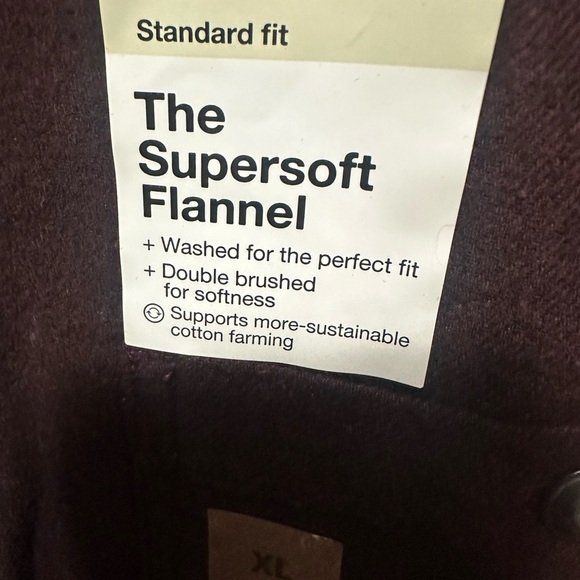 Standard fit
The
Supersoft
Flannel
+ Washed for the perfect fit
+ Double brushed
for softness
Supports more-sustainable
cotton farming
XL